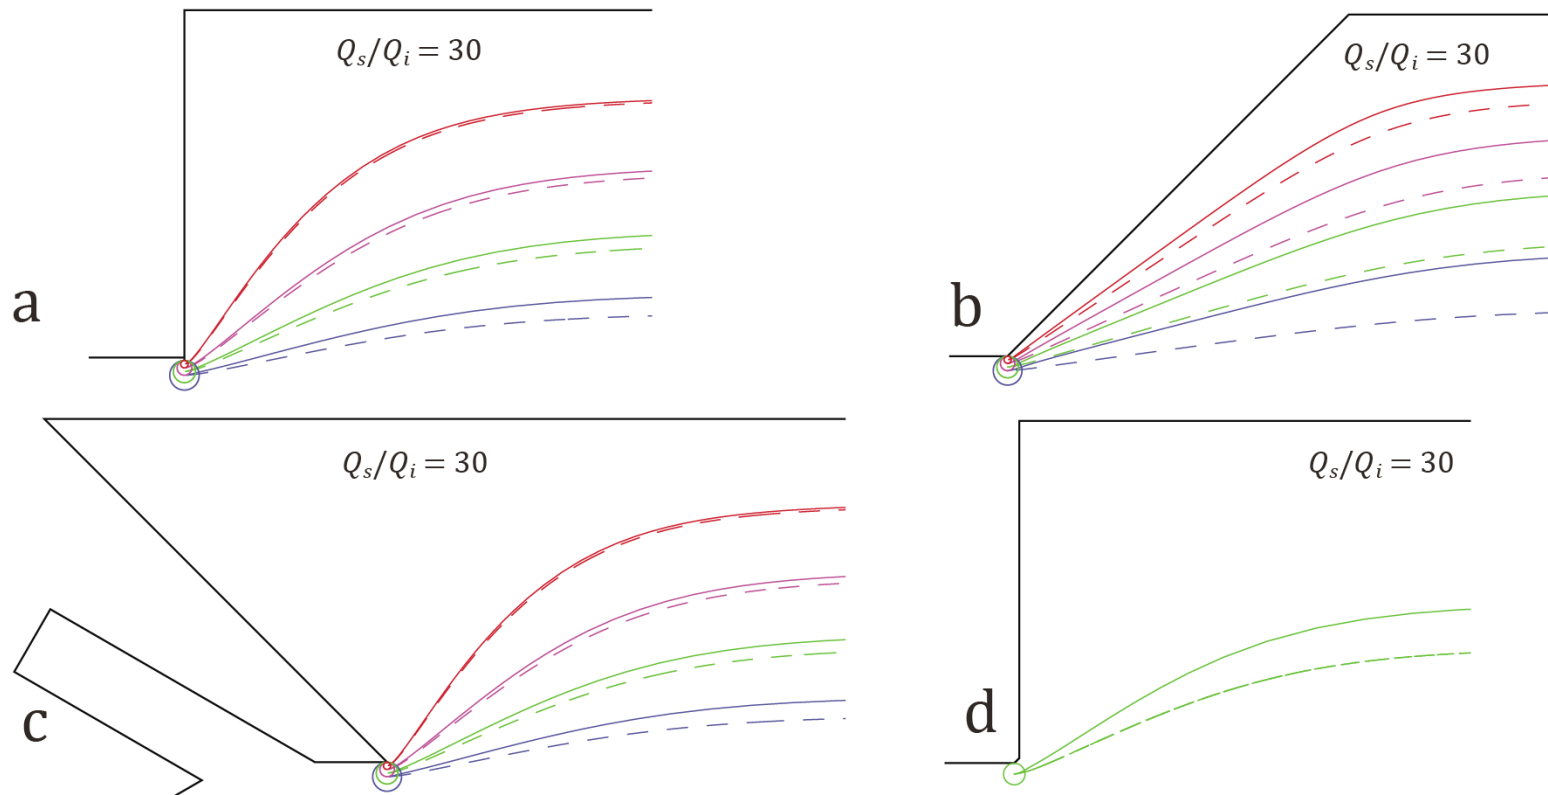 Q_s/Q_i = 30
a
Q_s/Q_i = 30
b
Q_s/Q_i = 30
c
Q_s/Q_i = 30
d